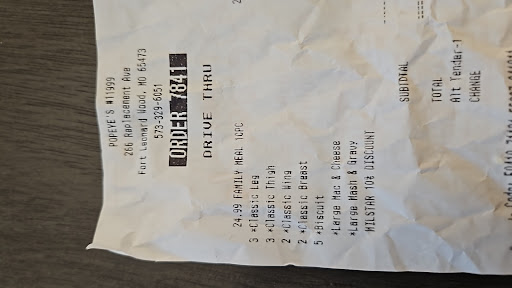 POPEYE'S #11999
266 Replacement Ave
Fort Leonard Wood, MO 65473
573-329-6051
ORDER 7841
DRIVE THRU
24.99 FAMILY MEAL 10PC
3 *Classic Leg
3 *Classic Thigh
2 *Classic Wing
2 *Classic Breast
5 *Biscuit
*Large Mac & Cheese
*Large Mash & Gravy
MILSTAR 10% DISCOUNT
SUBTOTAL
TOTAL
Alt Tender-1
CHANGE